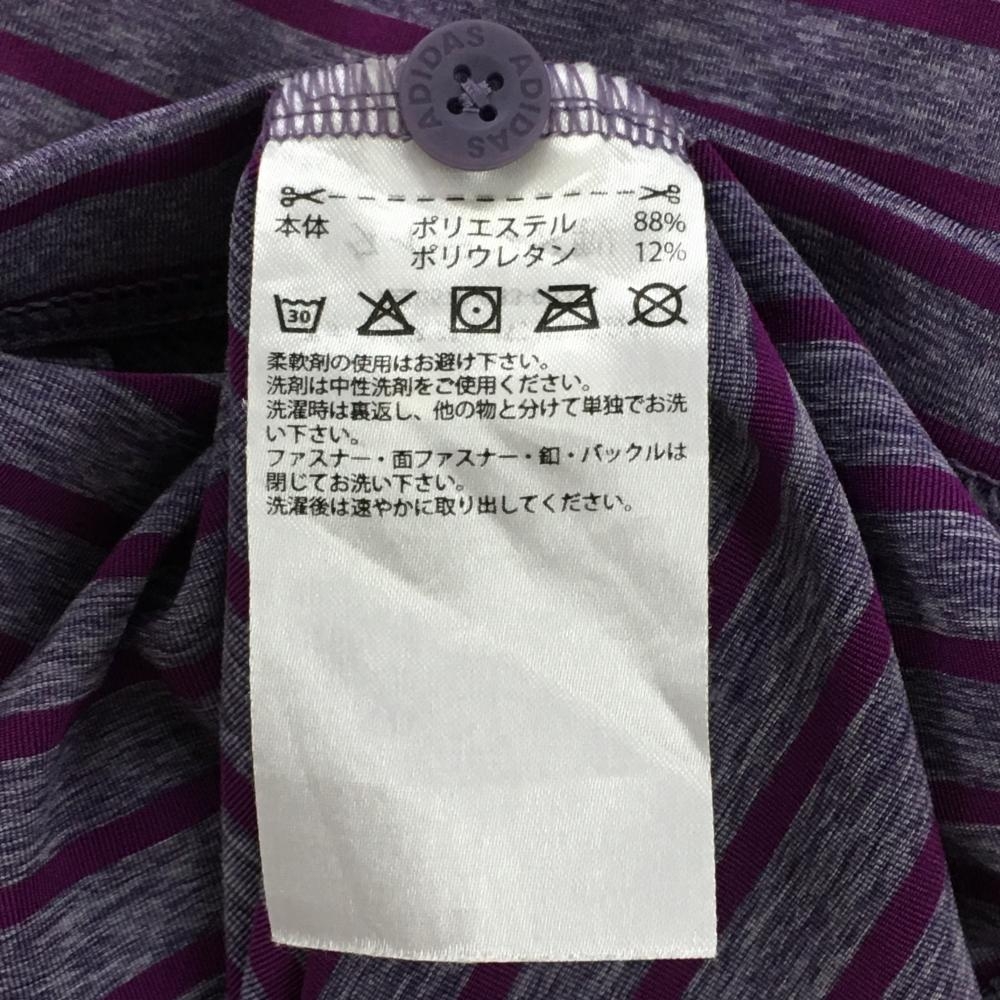 ADIDAS ADIDAS
本体 ポリエステル 88%
ポリウレタン 12%
30
柔軟剤の使用はお避け下さい。
洗剤は中性洗剤をご使用ください。
洗濯時は裏返し、他の物と分けて単独でお洗
い下さい。
ファスナー・面ファスナー・釦・バックルは
閉じてお洗い下さい。
洗濯後は速やかに取り出してください。